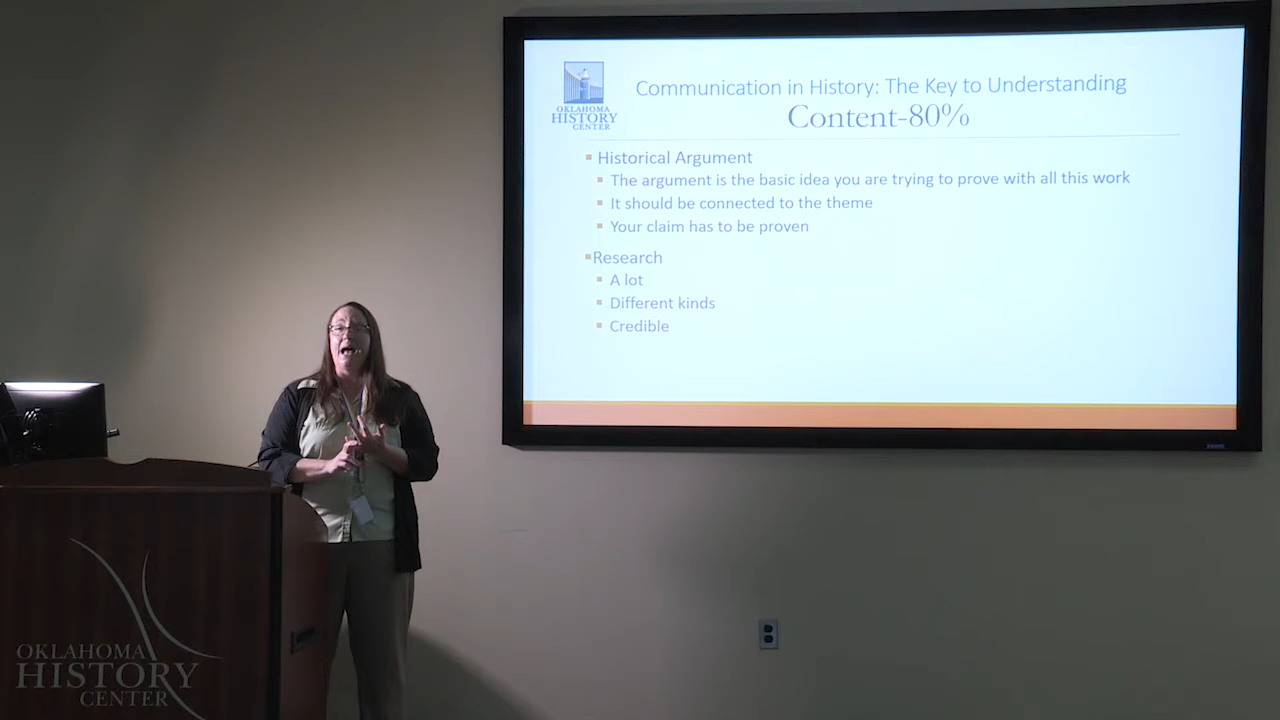 Communication in History: The Key to Understanding
Content-80%
OKLAHOMA
HISTORY
CENTER
Historical Argument
The argument is the basic idea you are trying to prove with all this work
It should be connected to the theme
Your claim has to be proven
Research
A lot
Different kinds
Credible
OKLAHOMA
HISTORY
CENTER